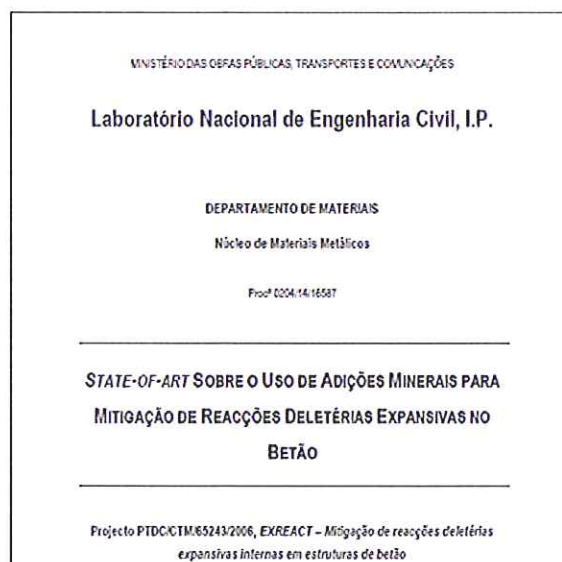 MINISTÉRIO DAS OBRAS PÚBLICAS, TRANSPORTES E COMUNICAÇÕES
Laboratório Nacional de Engenharia Civil, I.P.
DEPARTAMENTO DE MATERIAIS
Núcleo de Materiais Metálicos
Procº 0204/14/16587
STATE-OF-ART SOBRE O USO DE ADIÇÕES MINERAIS PARA
MITIGAÇÃO DE REACÇÕES DELETÉRIAS EXPANSIVAS NO
BETÃO
Projecto PTDC/CTM/65243/2006, EXREACT – Mitigação de reacções deletérias
expansivas internas em estruturas de betão